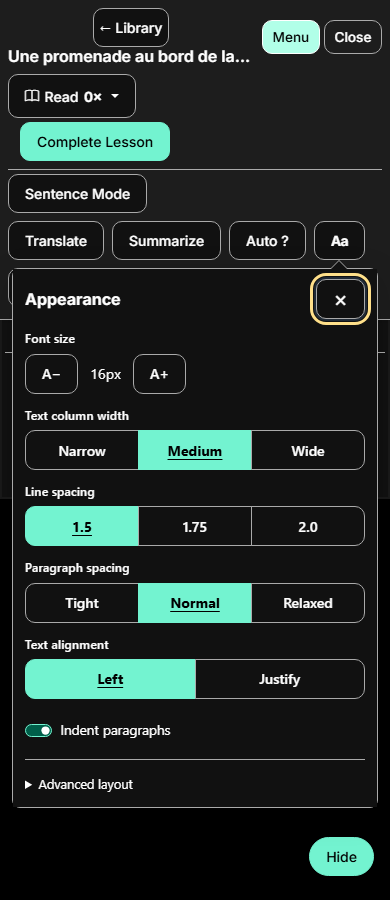 ← Library
Menu
Close
Une promenade au bord de la...
Read 0×
Complete Lesson
Sentence Mode
Translate
Summarize
Auto ?
Aa
Appearance
×
Font size
A−
16px
A+
Text column width
Narrow
Medium
Wide
Line spacing
1.5
1.75
2.0
Paragraph spacing
Tight
Normal
Relaxed
Text alignment
Left
Justify
Indent paragraphs
Advanced layout
Hide